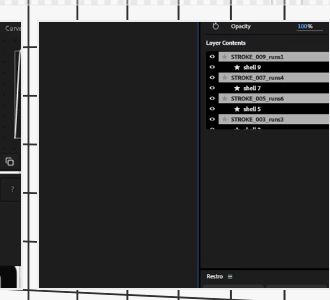 Curv
Opacity 100%
Layer Contents
STROKE_009_runs1
shell 9
STROKE_007_runs4
shell 7
STROKE_005_runs6
shell 5
STROKE_003_runs3
?
Restro